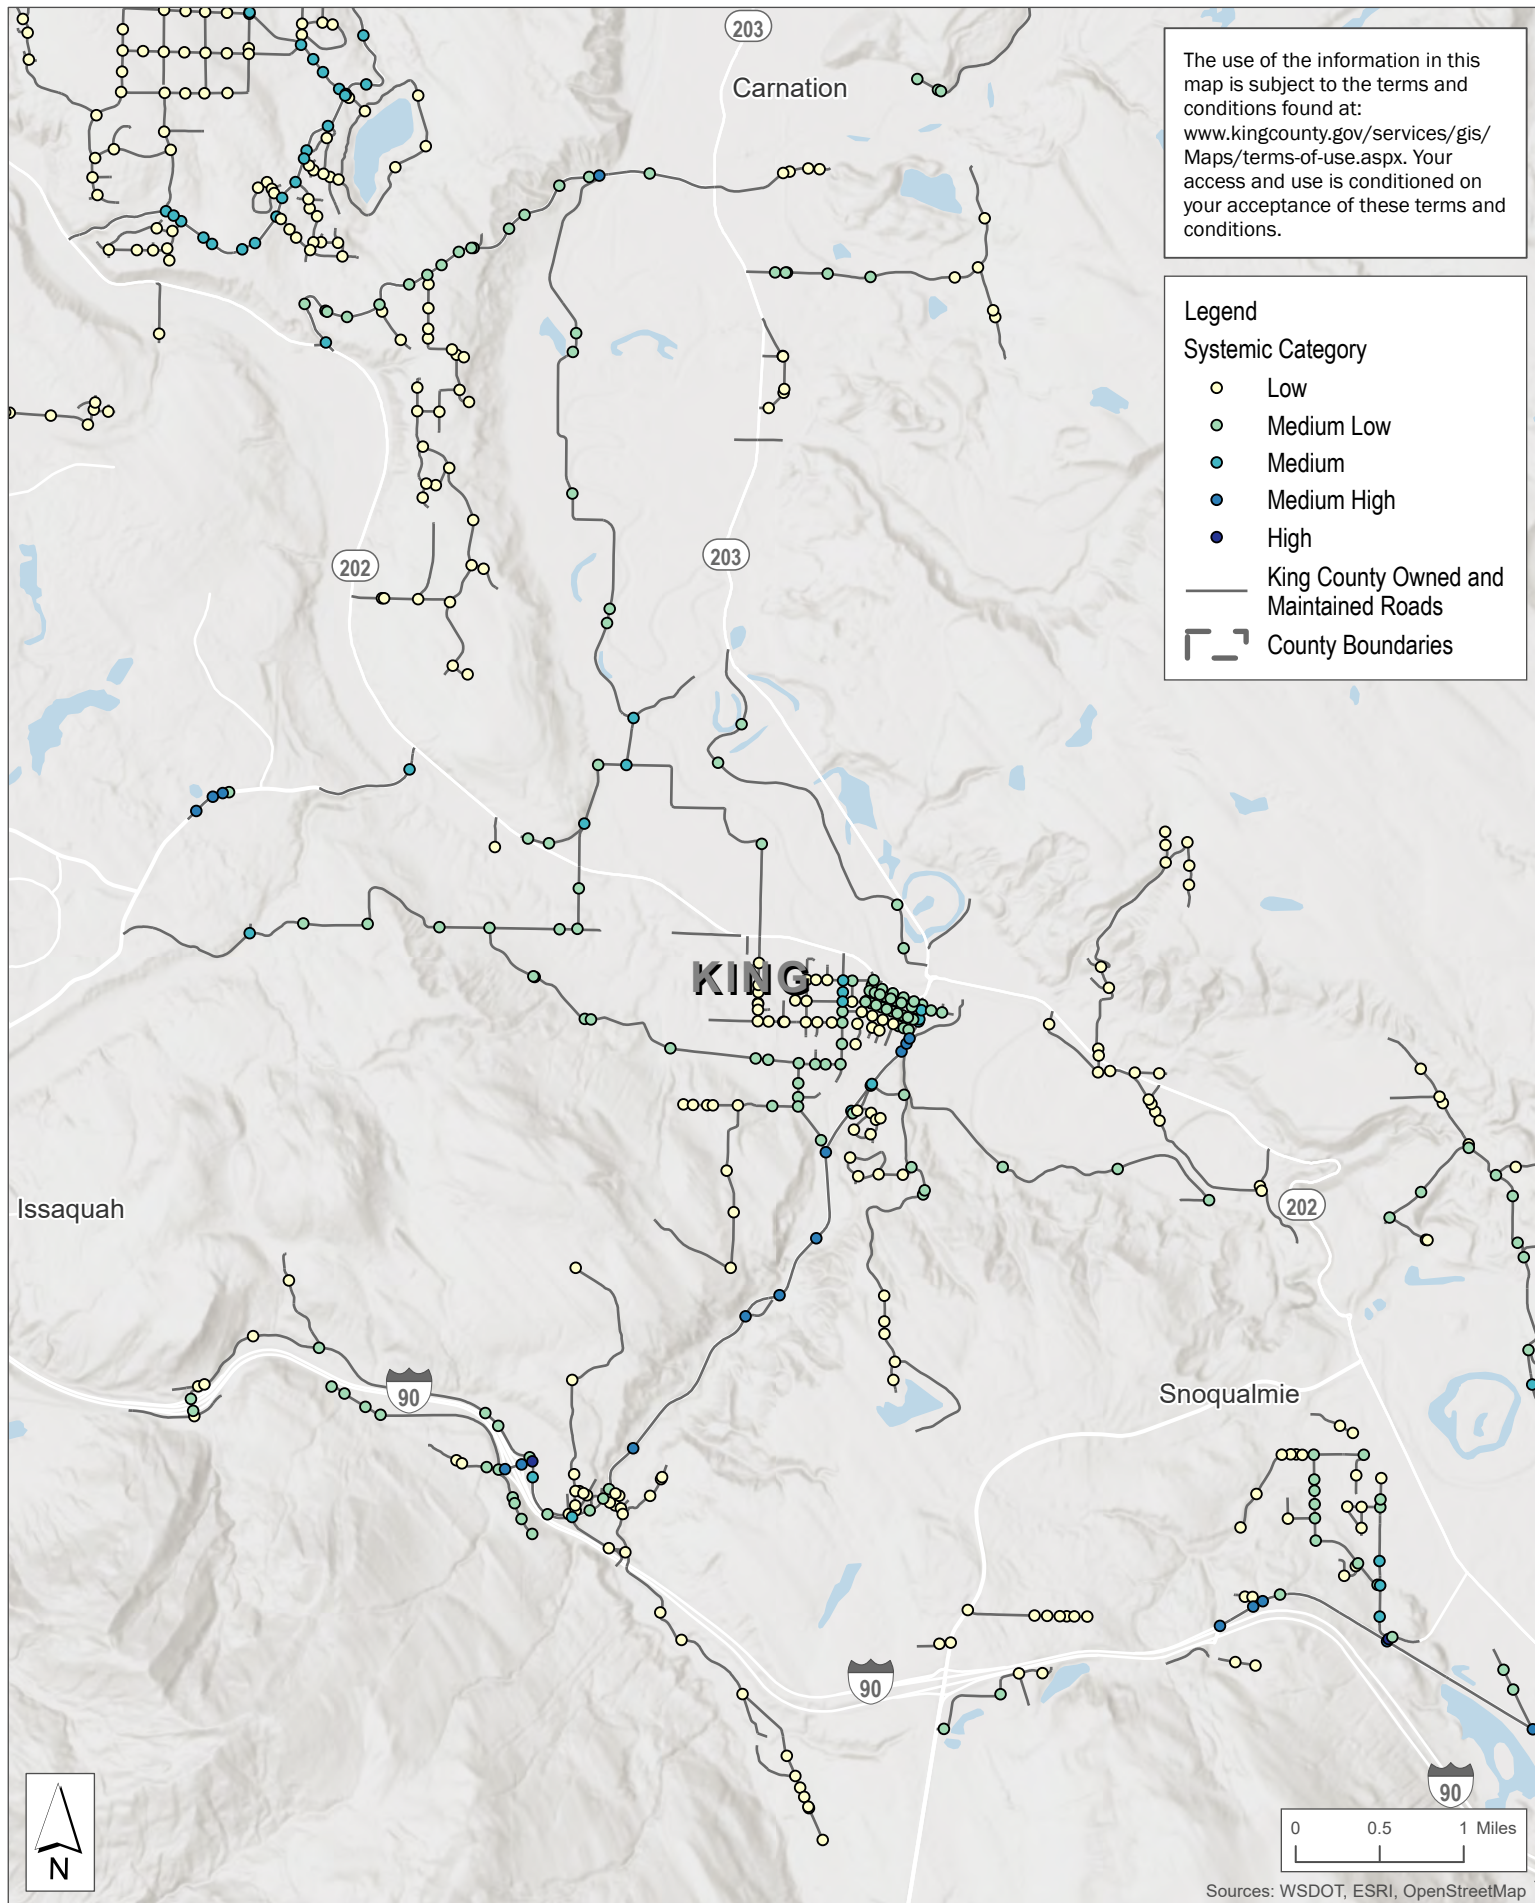 203
Carnation
The use of the information in this
map is subject to the terms and
conditions found at:
www.kingcounty.gov/services/gis/
Maps/terms-of-use.aspx. Your
access and use is conditioned on
your acceptance of these terms and
conditions.
Legend
Systemic Category
Low
Medium Low
Medium
Medium High
High
King County Owned and
Maintained Roads
County Boundaries
202
203
KING
Issaquah
202
90
Snoqualmie
90
90
N
0 0.5 1 Miles
Sources: WSDOT, ESRI, OpenStreetMap